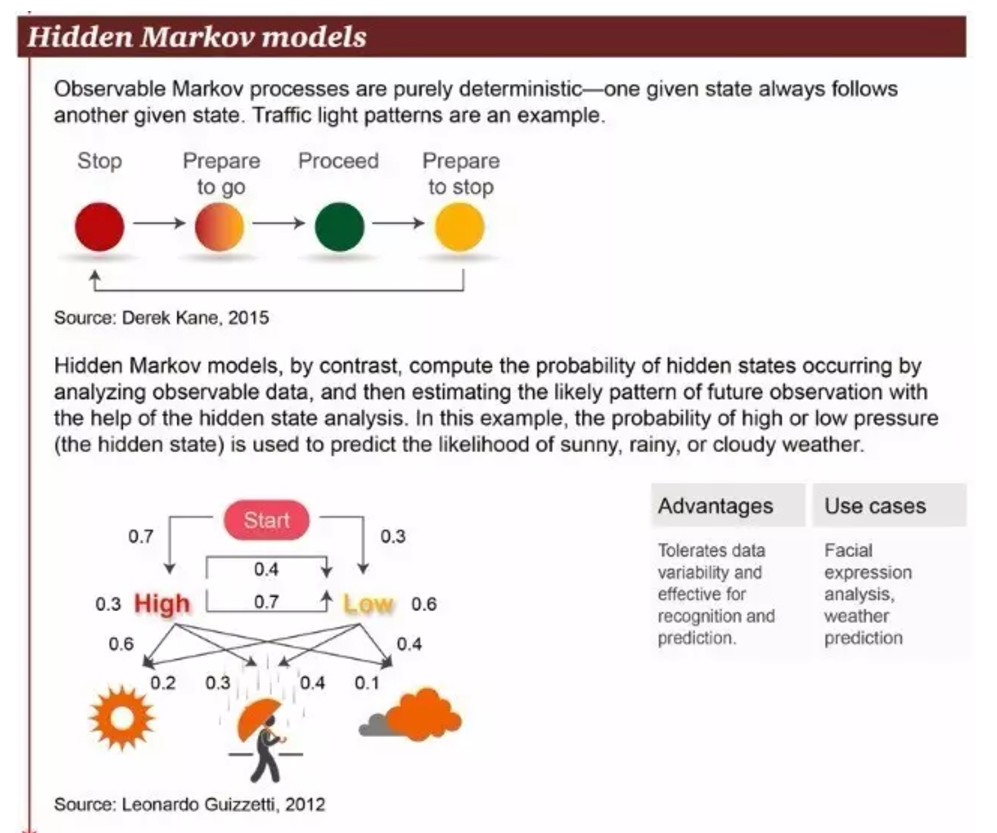 Hidden Markov models
Observable Markov processes are purely deterministic—one given state always follows
another given state. Traffic light patterns are an example.
Stop
Prepare
to go
Proceed
Prepare
to stop
Source: Derek Kane, 2015
Hidden Markov models, by contrast, compute the probability of hidden states occurring by
analyzing observable data, and then estimating the likely pattern of future observation with
the help of the hidden state analysis. In this example, the probability of high or low pressure
(the hidden state) is used to predict the likelihood of sunny, rainy, or cloudy weather.
Start
0.7
0.3
0.4
0.3 High
0.7
Low 0.6
0.6
0.4
0.2
0.3
0.4
0.1
Advantages
Tolerates data
variability and
effective for
recognition and
prediction.
Use cases
Facial
expression
analysis,
weather
prediction
Source: Leonardo Guizzetti, 2012